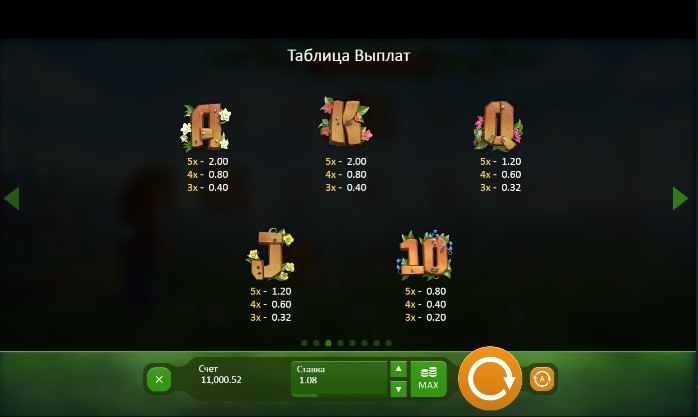 Таблица Выплат
A K Q
5x - 2.00 5x - 2.00 5x - 1.20
4x - 0.80 4x - 0.80 4x - 0.60
3x - 0.40 3x - 0.40 3x - 0.32
J 10
5x - 1.20 5x - 0.80
4x - 0.60 4x - 0.40
3x - 0.32 3x - 0.20
Счет
11,000.52
Ставка
1.08
MAX
A